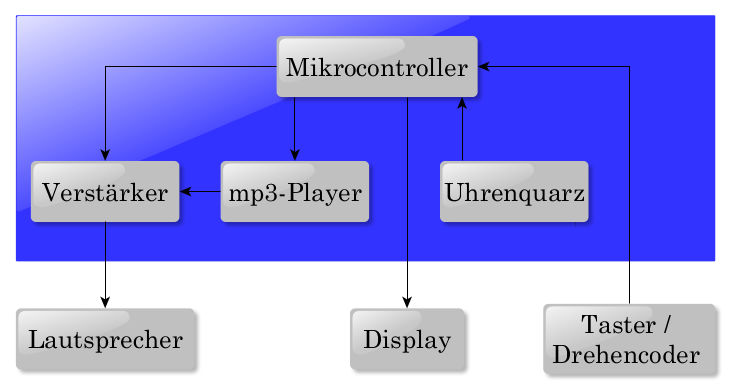 Mikrocontroller
Verstärker
mp3-Player
Uhrenquarz
Lautsprecher
Display
Taster /
Drehencoder